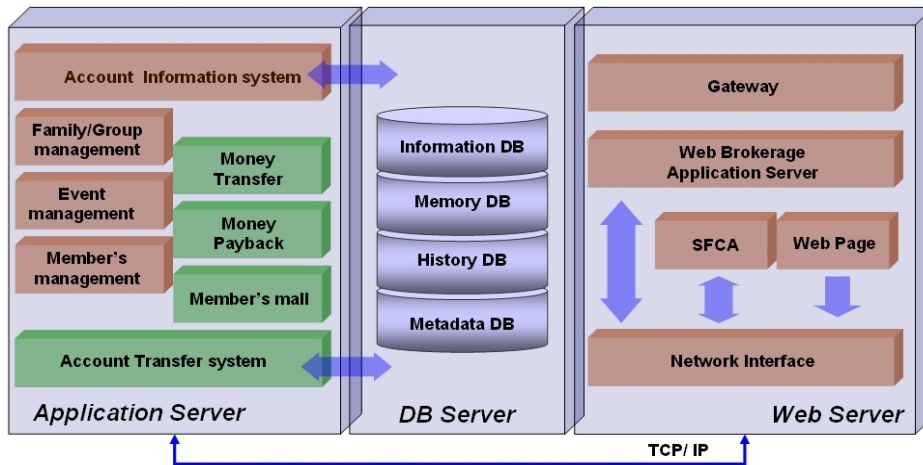 Account Information system
Family/Group
management
Event
management
Member's
management
Money
Transfer
Money
Payback
Member's mall
Account Transfer system
Application Server
Information DB
Memory DB
History DB
Metadata DB
DB Server
Gateway
Web Brokerage
Application Server
SFCA
Web Page
Network Interface
Web Server
TCP/ IP